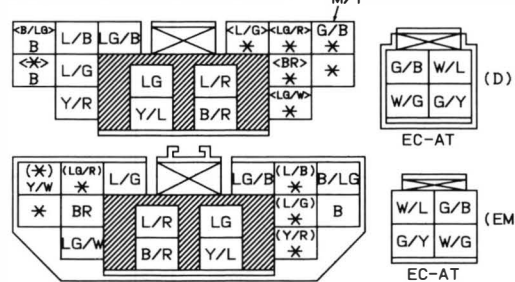 M/T
<B/LG> B L/B LG/B <L/G> * <LG/R> * G/B *
<*> B L/G LG L/R <BR> * *
Y/R Y/L B/R <LG/W> *
G/B W/L
W/G G/Y
(D)
EC-AT
(*) Y/W (LG/R) * L/G LG/B (L/B) * B/LG
* BR L/R LG (L/G) * B
LG/W B/R Y/L (Y/R) *
W/L G/B
G/Y W/G
(EM
EC-AT